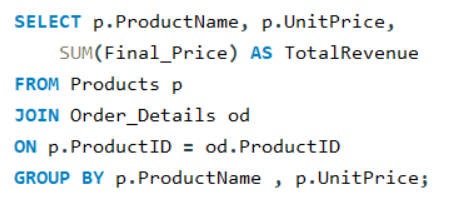 SELECT p.ProductName, p.UnitPrice,
SUM(Final_Price) AS TotalRevenue
FROM Products p
JOIN Order_Details od
ON p.ProductID = od.ProductID
GROUP BY p.ProductName , p.UnitPrice;